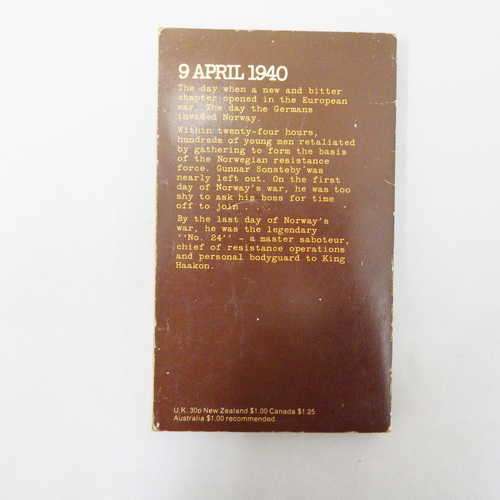 9 APRIL 1940
The day when a new and bitter
chapter opened in the European
war. The day the Germans
invaded Norway.
Within twenty-four hours,
hundreds of young men retaliated
by gathering to form the basis
of the Norwegian resistance
force. Gunnar Sonsteby was
nearly left out. On the first
day of Norway's war, he was too
shy to ask his boss for time
off to join . . . .
By the last day of Norway's
war, he was the legendary
''No. 24'' - a master saboteur,
chief of resistance operations
and personal bodyguard to King
Haakon.
U.K. 30p New Zealand $1.00 Canada $1.25
Australia $1.00 recommended.